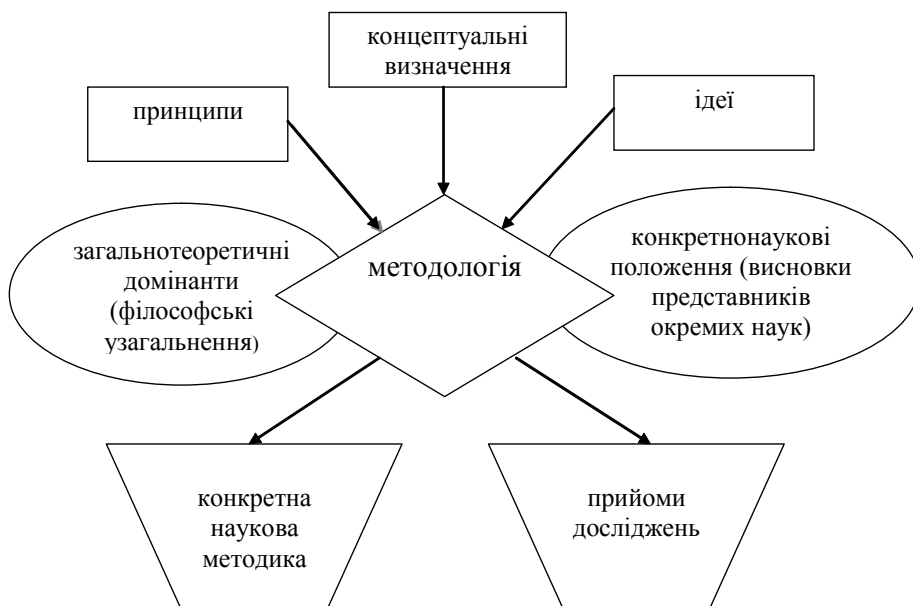 концептуальні
визначення
принципи
ідеї
загальнотеоретичні
домінанти
(філософські
узагальнення)
методологія
конкретнонаукові
положення (висновки
представників
окремих наук)
конкретна
наукова
методика
прийоми
досліджень